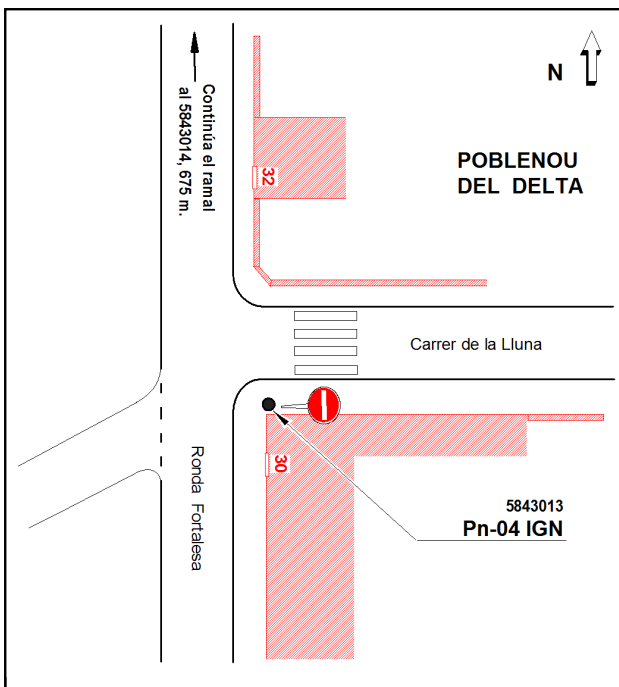 Continúa el ramal
al 5843014, 675 m.
N
POBLENOU
DEL DELTA
32
Carrer de la Lluna
Ronda Fortalesa
30
5843013
Pn-04 IGN